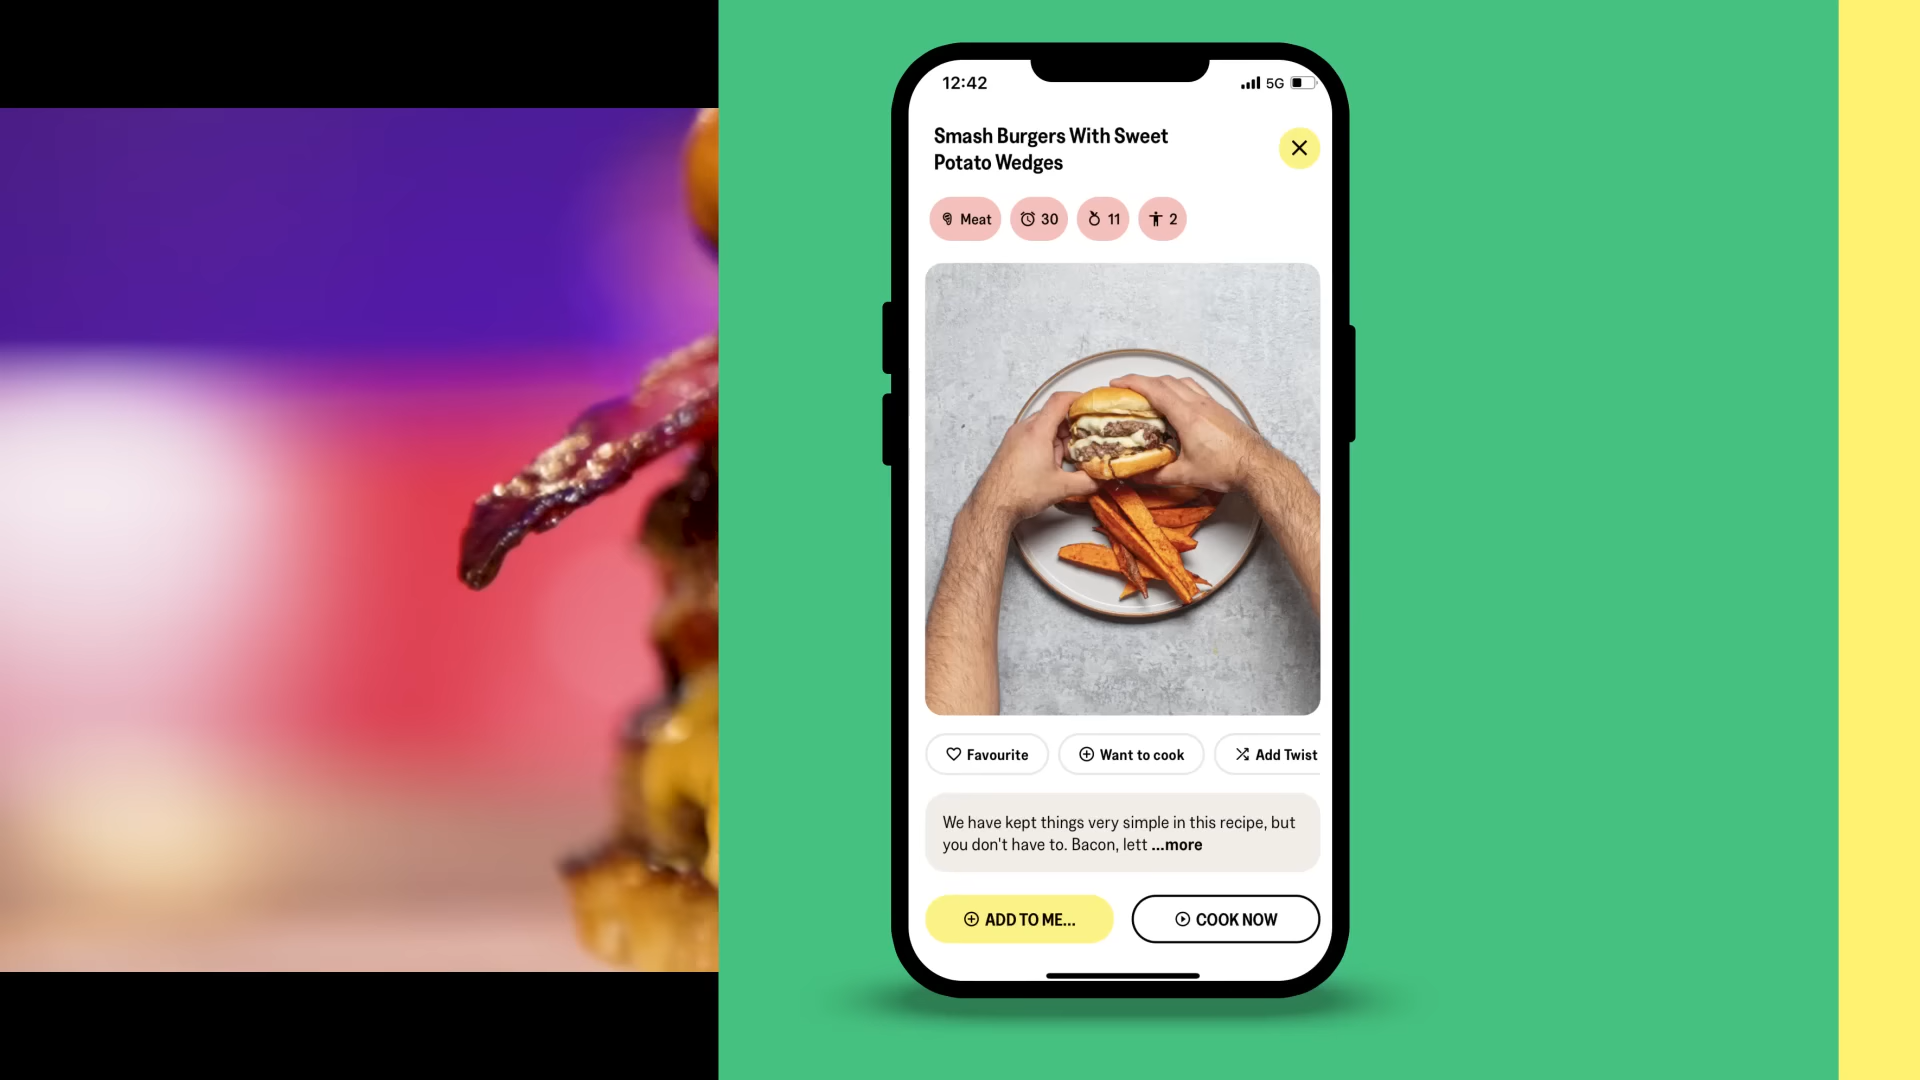 12:42
5G
Smash Burgers With Sweet
Potato Wedges
Meat
30
11
2
Favourite
Want to cook
Add Twist
We have kept things very simple in this recipe, but
you don't have to. Bacon, lett ...more
ADD TO ME...
COOK NOW